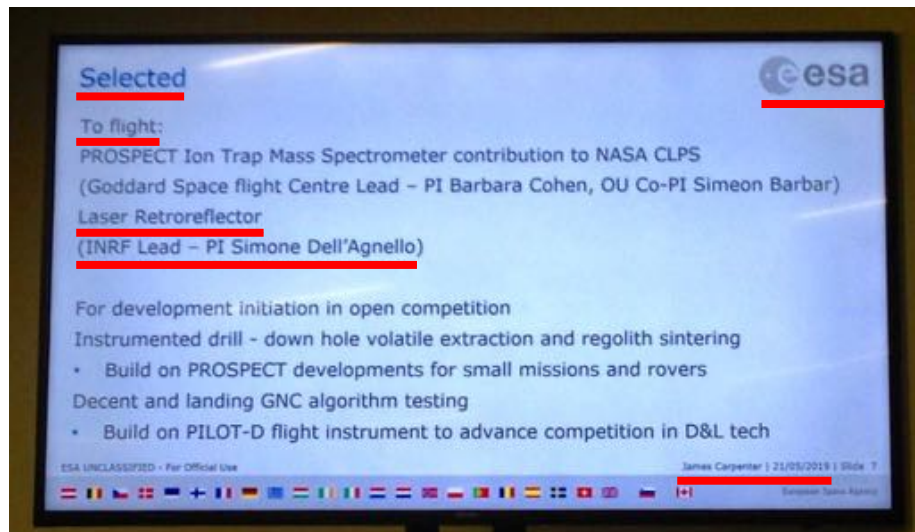 Selected
esa
To flight:
PROSPECT Ion Trap Mass Spectrometer contribution to NASA CLPS
(Goddard Space flight Centre Lead – PI Barbara Cohen, OU Co-PI Simeon Barbar)
Laser Retroreflector
(INRF Lead – PI Simone Dell'Agnello)
For development initiation in open competition
Instrumented drill - down hole volatile extraction and regolith sintering
• Build on PROSPECT developments for small missions and rovers
Decent and landing GNC algorithm testing
• Build on PILOT-D flight instrument to advance competition in D&L tech
ESA UNCLASSIFIED - For Official Use
James Carpenter | 21/05/2019 | Slide 7
European Space Agency